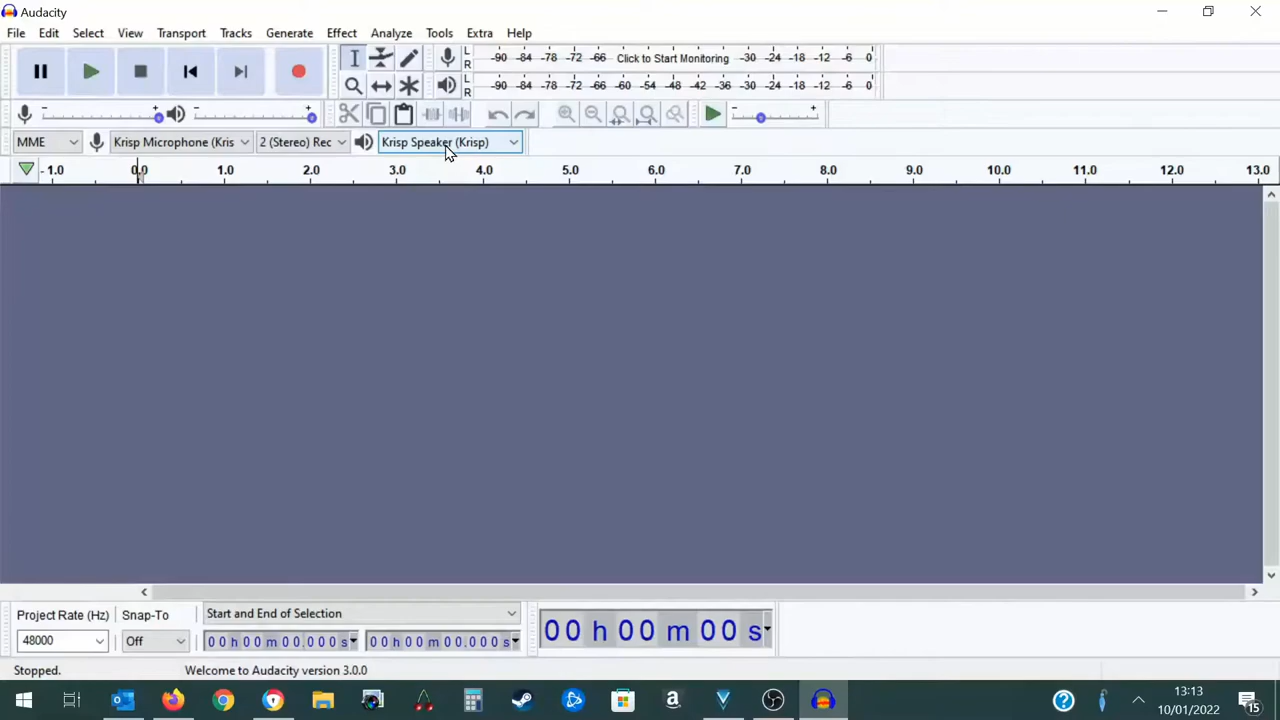 Audacity
File Edit Select View Transport Tracks Generate Effect Analyze Tools Extra Help
L R -90 -84 -78 -72 -66 Click to Start Monitoring -30 -24 -18 -12 -6 0
L R -90 -84 -78 -72 -66 -60 -54 -48 -42 -36 -30 -24 -18 -12 -6 0
MME Krisp Microphone (Kris 2 (Stereo) Rec Krisp Speaker (Krisp)
- 1.0 0.0 1.0 2.0 3.0 4.0 5.0 6.0 7.0 8.0 9.0 10.0 11.0 12.0 13.0
Project Rate (Hz) Snap-To Start and End of Selection
48000 Off 00 h 00 m 00.000 s 00 h 00 m 00.000 s 00 h 00 m 00 s
Stopped. Welcome to Audacity version 3.0.0
13:13
10/01/2022
15